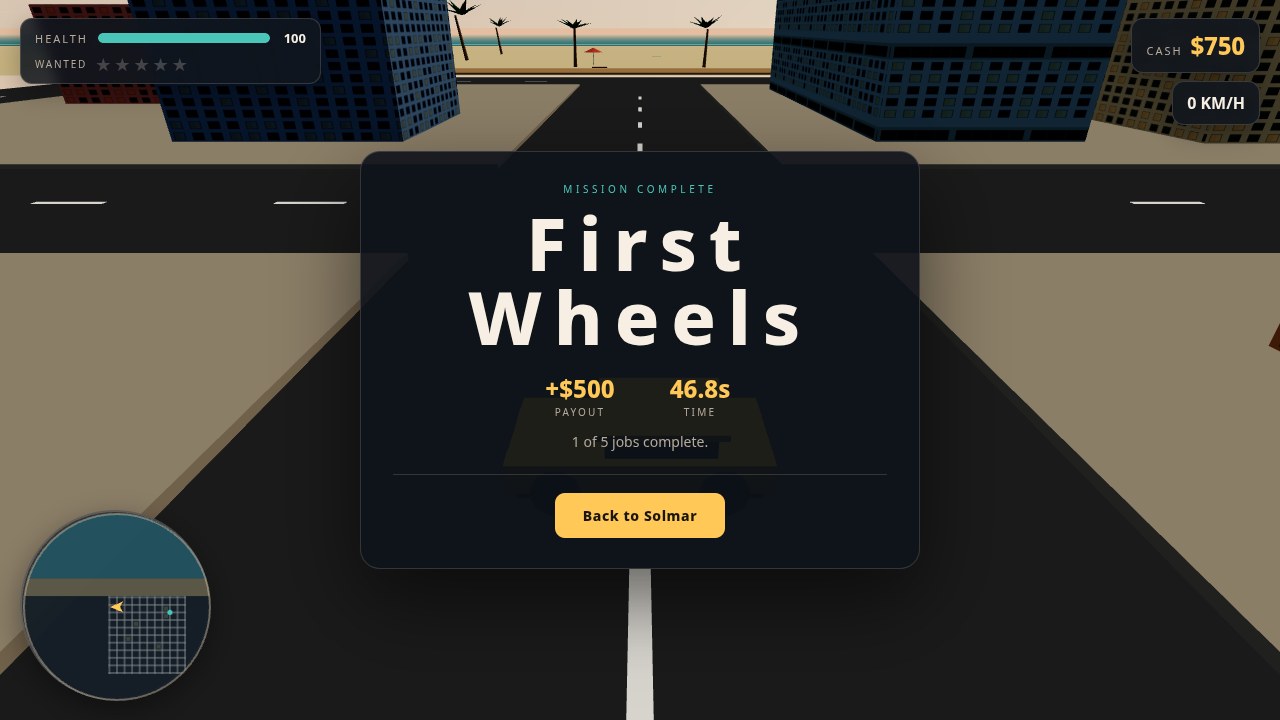 HEALTH 100
WANTED
CASH $750
0 KM/H
MISSION COMPLETE
First
Wheels
+$500 46.8s
PAYOUT TIME
1 of 5 jobs complete.
Back to Solmar